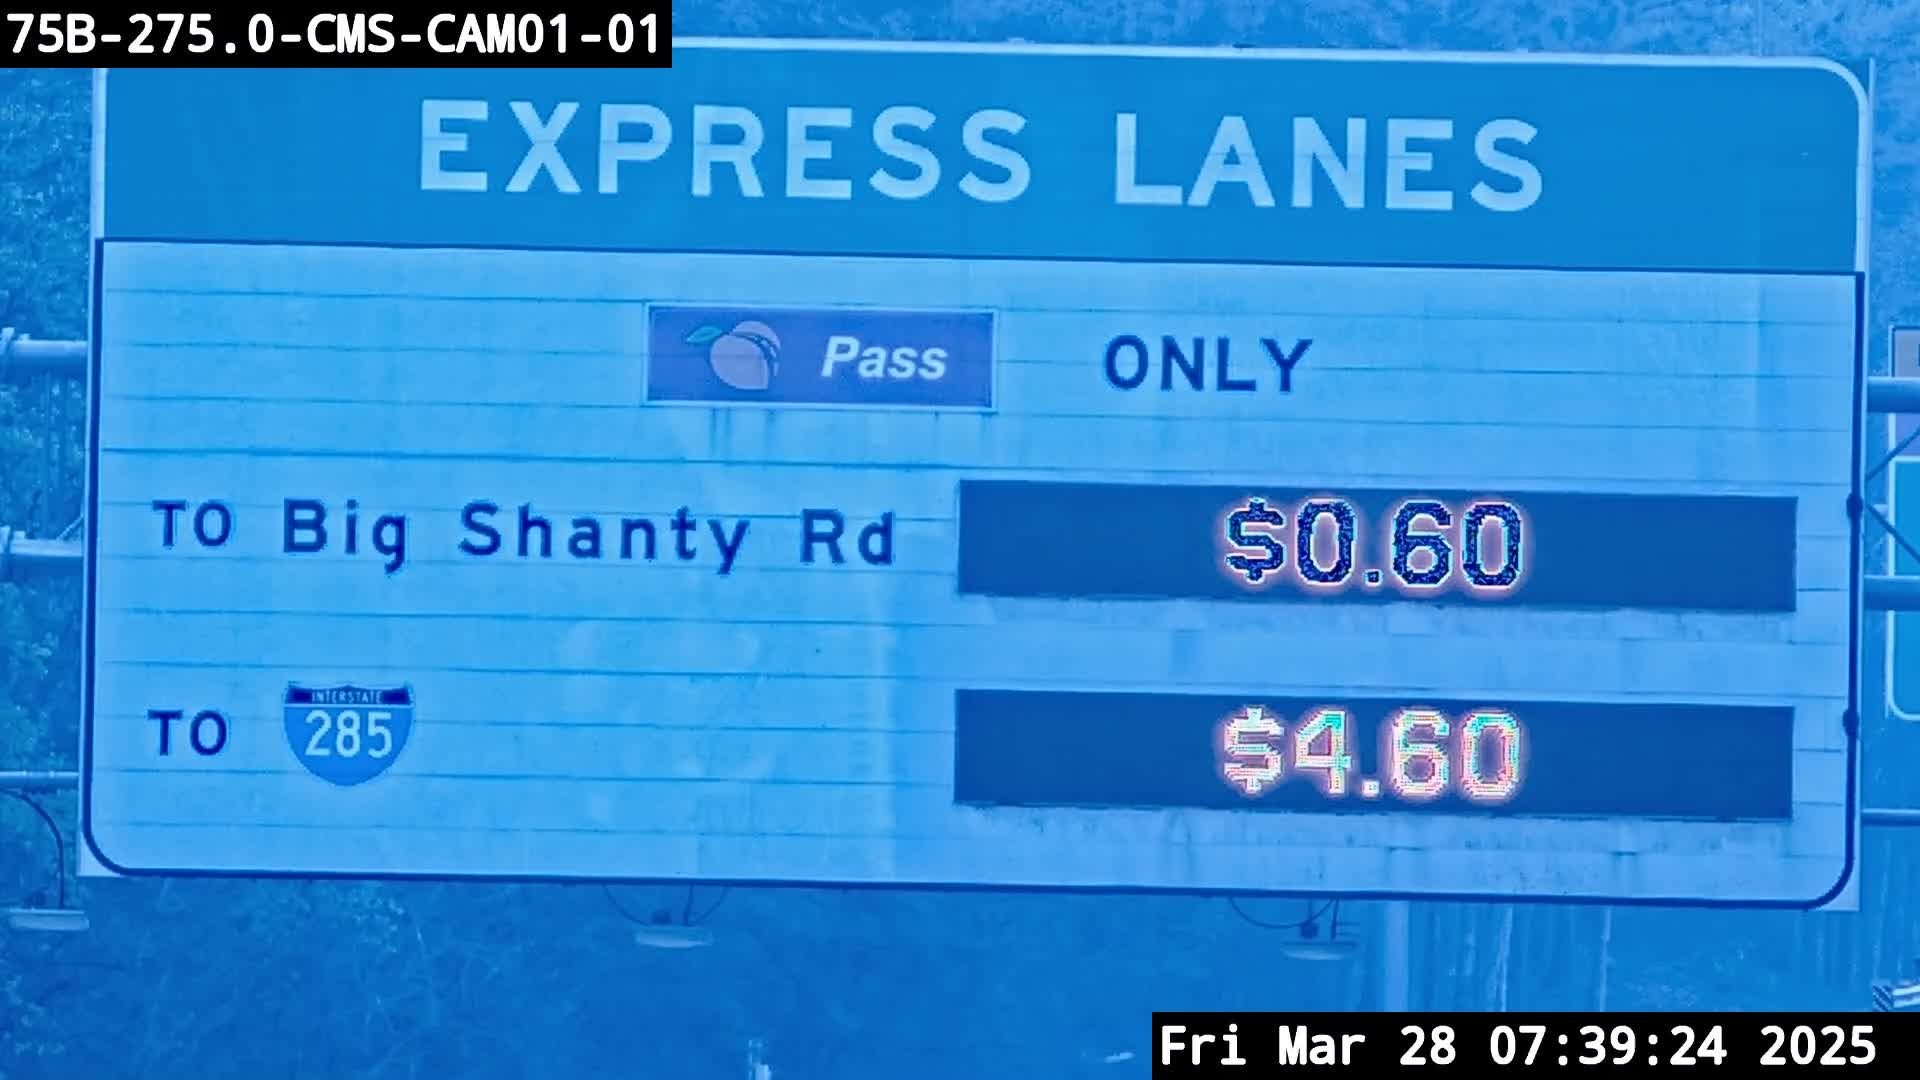 75B-275.0-CMS-CAM01-01
EXPRESS LANES
Pass ONLY
TO Big Shanty Rd $0.60
TO INTERSTATE 285 $4.60
Fri Mar 28 07:39:24 2025